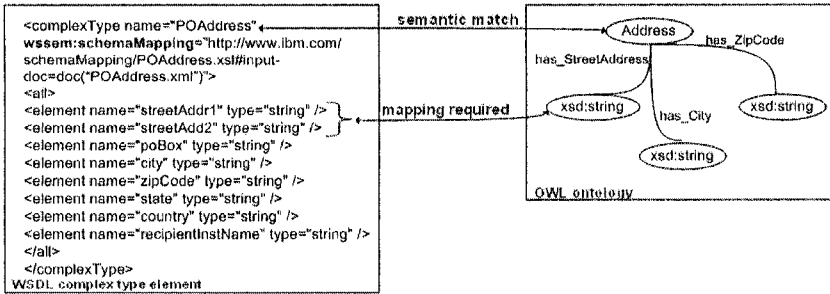 <complexType name="POAddress"
wssem:schemaMapping="http://www.ibm.com/
schemaMapping/POAddress.xsl#input-
doc=doc("POAddress.xml")">
<all>
<element name="streetAddr1" type="string" />
<element name="streetAdd2" type="string" />
<element name="poBox" type="string" />
<element name="city" type="string" />
<element name="zipCode" type="string" />
<element name="state" type="string" />
<element name="country" type="string" />
<element name="recipientInstName" type="string" />
</all>
</complexType>
WSDL complex type element
semantic match
mapping required
Address
has_StreetAddress
has_ZipCode
xsd:string
has_City
xsd:string
xsd:string
OWL ontology